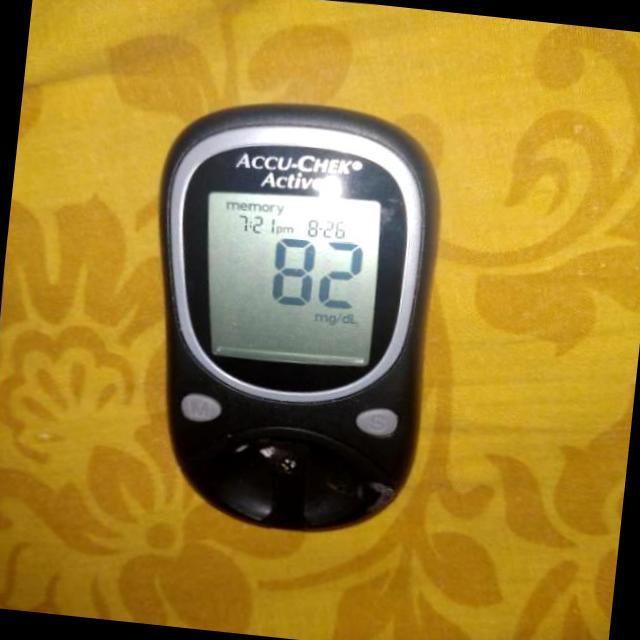 ACCU-CHEK®
Active
memory
7:21pm 8-26
82
mg/dL
M
S